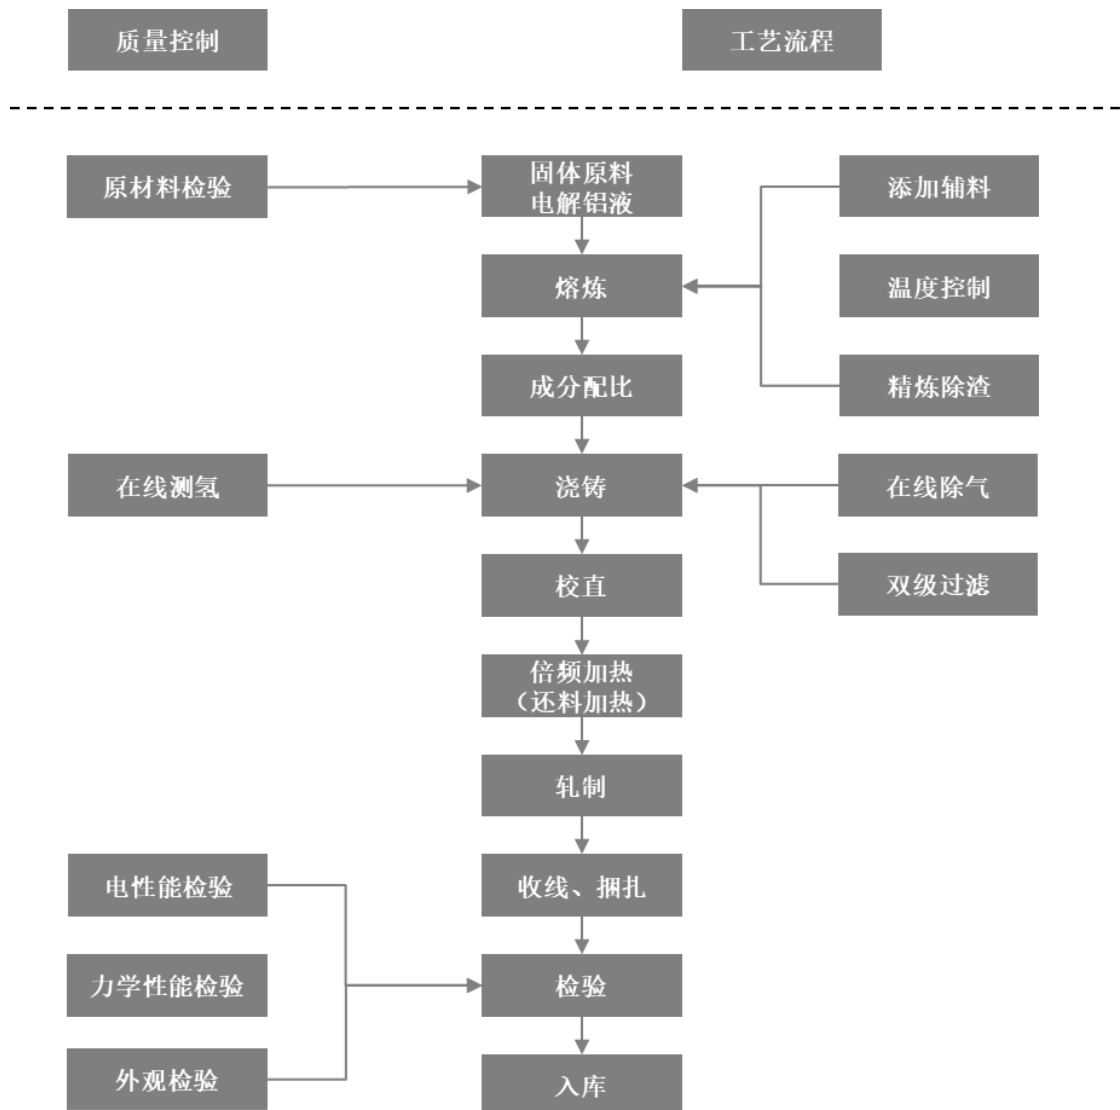 质量控制
工艺流程
原材料检验
固体原料
电解铝液
添加辅料
熔炼
温度控制
成分配比
精炼除渣
在线测氢
浇铸
在线除气
校直
双级过滤
倍频加热
（还料加热）
轧制
电性能检验
收线、捆扎
力学性能检验
检验
外观检验
入库